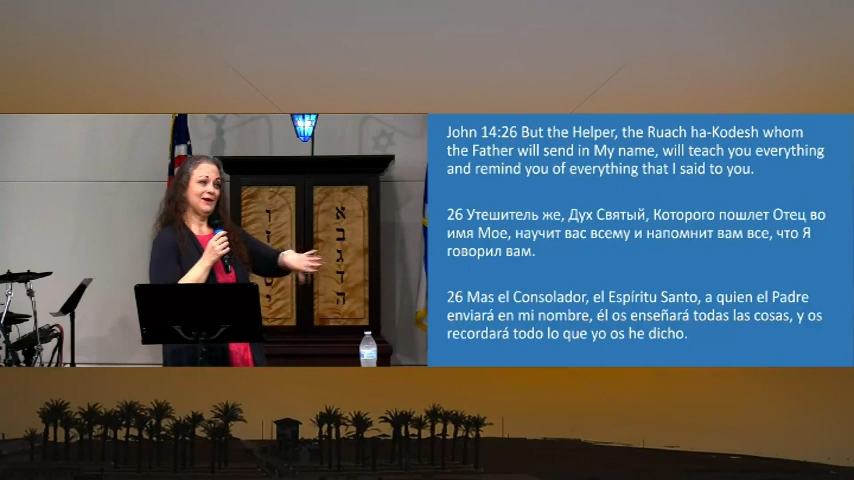 John 14:26 But the Helper, the Ruach ha-Kodesh whom
the Father will send in My name, will teach you everything
and remind you of everything that I said to you.
26 Утешитель же, Дух Святый, Которого пошлет Отец во
имя Мое, научит вас всему и напомнит вам все, что Я
говорил вам.
26 Mas el Consolador, el Espíritu Santo, a quien el Padre
enviará en mi nombre, él os enseñará todas las cosas, y os
recordará todo lo que yo os he dicho.
א
ב
ג
ד
ה